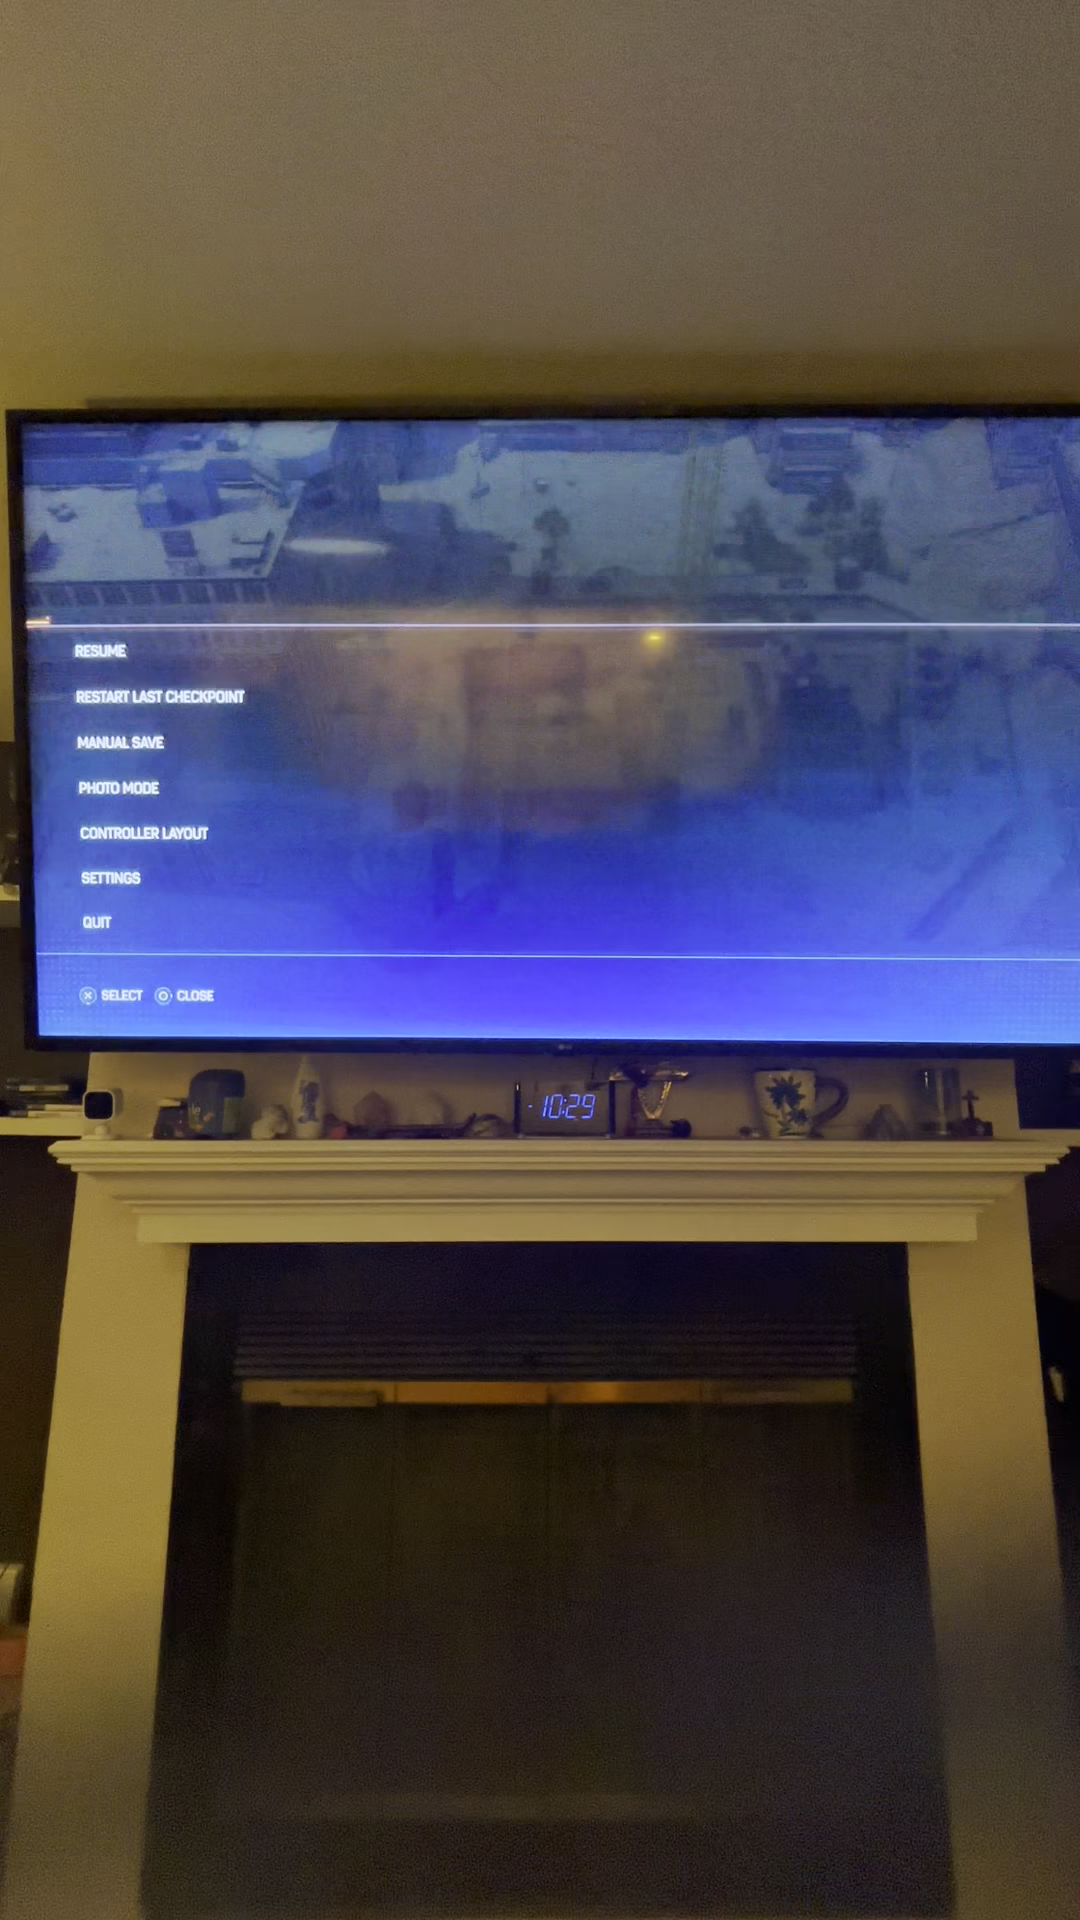 RESUME
RESTART LAST CHECKPOINT
MANUAL SAVE
PHOTO MODE
CONTROLLER LAYOUT
SETTINGS
QUIT
SELECT CLOSE
10:29